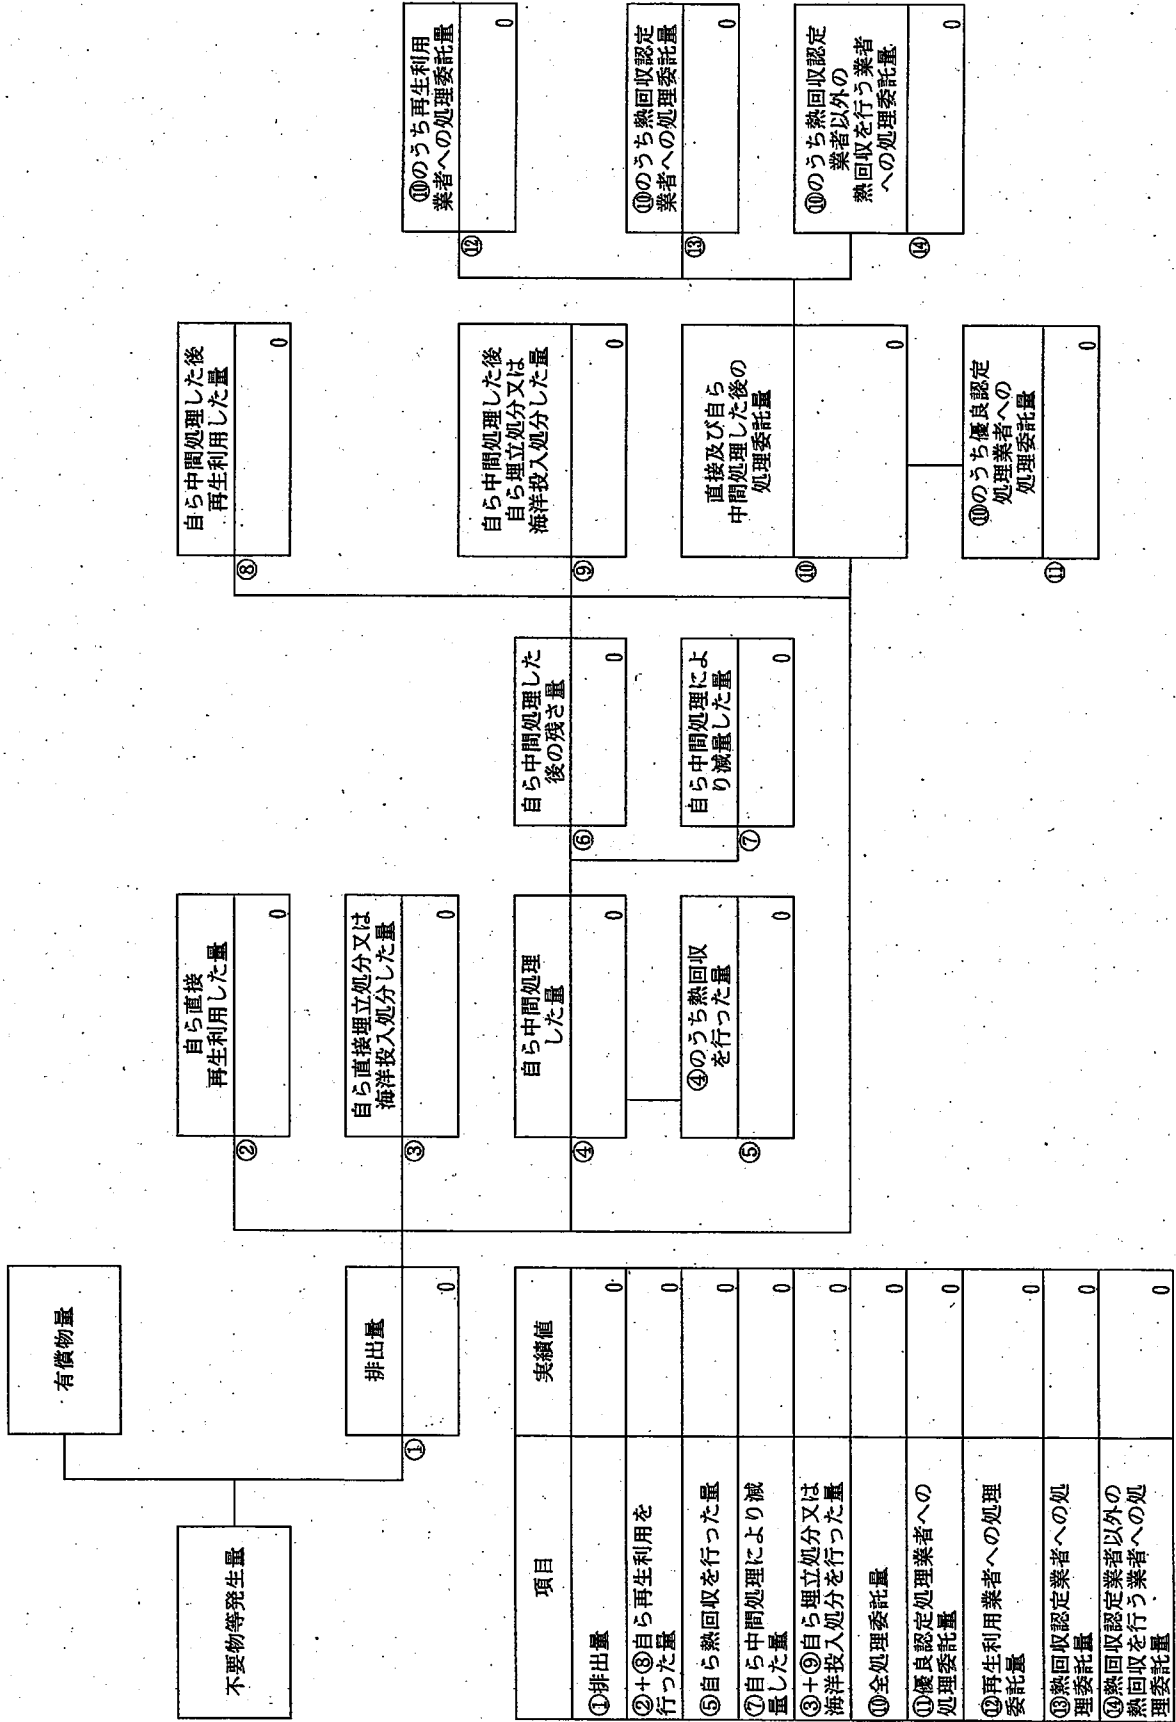 不要物等発生量
有償物量
①
排出量
0
②
自ら直接
再生利用した量
0
③
自ら直接埋立処分又は
海洋投入処分した量
0
④
自ら中間処理
した量
0
⑤
④のうち熱回収
を行った量
0
⑥
自ら中間処理した
後の残さ量
0
⑦
自ら中間処理によ
り減量した量
0
⑧
自ら中間処理した後
再生利用した量
0
⑨
自ら中間処理した後
自ら埋立処分又は
海洋投入処分した量
0
⑩
直接及び自ら
中間処理した後の
処理委託量
0
⑪
⑩のうち優良認定
処理業者への
処理委託量
0
⑫
⑩のうち再生利用
業者への処理委託量
0
⑬
⑩のうち熱回収認定
業者への処理委託量
0
⑭
⑩のうち熱回収認定
業者以外の
熱回収を行う業者
への処理委託量
0
項目 実績値
①排出量 0
②+⑧自ら再生利用を
行った量 0
⑤自ら熱回収を行った量 0
⑦自ら中間処理により減
量した量 0
③+⑨自ら埋立処分又は
海洋投入処分を行った量 0
⑩全処理委託量 0
⑪優良認定処理業者への
処理委託量 0
⑫再生利用業者への処理
委託量 0
⑬熱回収認定業者への処
理委託量 0
⑭熱回収認定業者以外の
熱回収を行う業者への処
理委託量 0